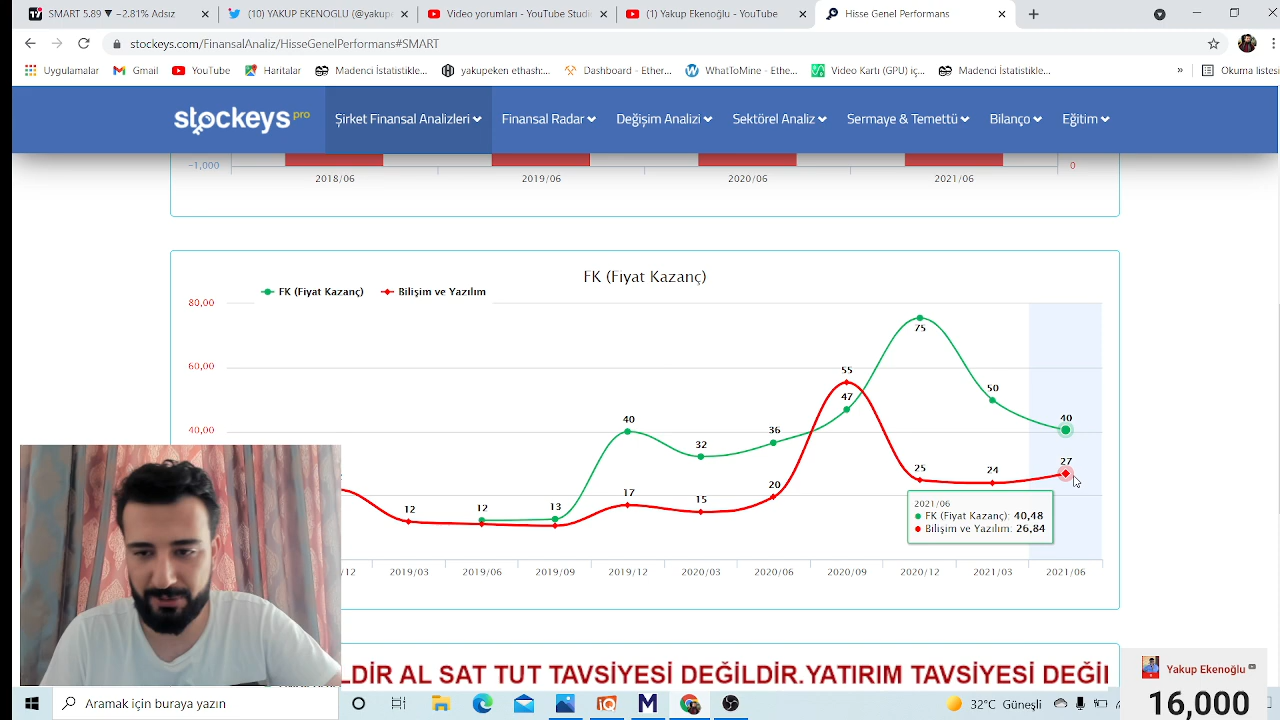 SMART 5.89 ▼ −2.81% Adsız
(10) YAKUP EKENOĞLU (@yakup
Video yorumları - YouTube Studio
(1) YAKUP EKENOĞLU - YouTube
Sermaye Performans
stockeys.com/FinansalAnaliz/HisseGenelPerformans#SMART
Uygulamalar
Gmail
YouTube
Haritalar
Madenci İstatistikle...
yakupekeri hashpikt...
Dashboard - Ether...
WhatToMine - Ethe...
Video Kartı (GPU) iç...
Madenci İstatistikle...
»
Okuma listesi
stockeys pro
Şirket Finansal Analizleri
Finansal Radar
Değişim Analizi
Sektörel Analiz
Sermaye & Temettü
Bilanço
Eğitim
−1,000
0
2018/06
2019/06
2020/06
2021/06
FK (Fiyat Kazanç)
FK (Fiyat Kazanç)
Bilişim ve Yazılım
80,00
60,00
40,00
12
12
13
40
17
32
15
36
20
55
47
75
25
50
24
40
27
2021/06
FK (Fiyat Kazanç): 40,48
Bilişim ve Yazılım: 26,84
/12
2019/03
2019/06
2019/09
2019/12
2020/03
2020/06
2020/09
2020/12
2021/03
2021/06
LDİR AL SAT TUT TAVSİYESİ DEĞİLDİR.YATIRIM TAVSİYESİ DEĞİ
Yakup Ekenoğlu
16,000
Aramak için buraya yazın
32°C Güneşli